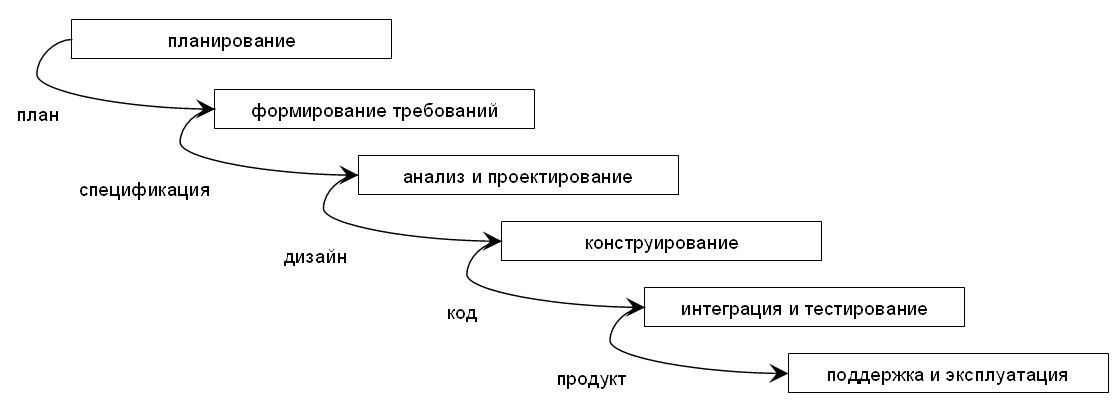 планирование
план
формирование требований
спецификация
анализ и проектирование
дизайн
конструирование
код
интеграция и тестирование
продукт
поддержка и эксплуатация